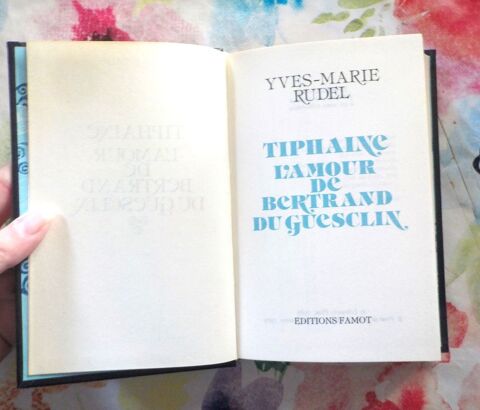 YVES-MARIE
RUDEL
TIPHAINE
L'AMOUR
DE
BERTRAND
DU GUESCLIN
EDITIONS FAMOT